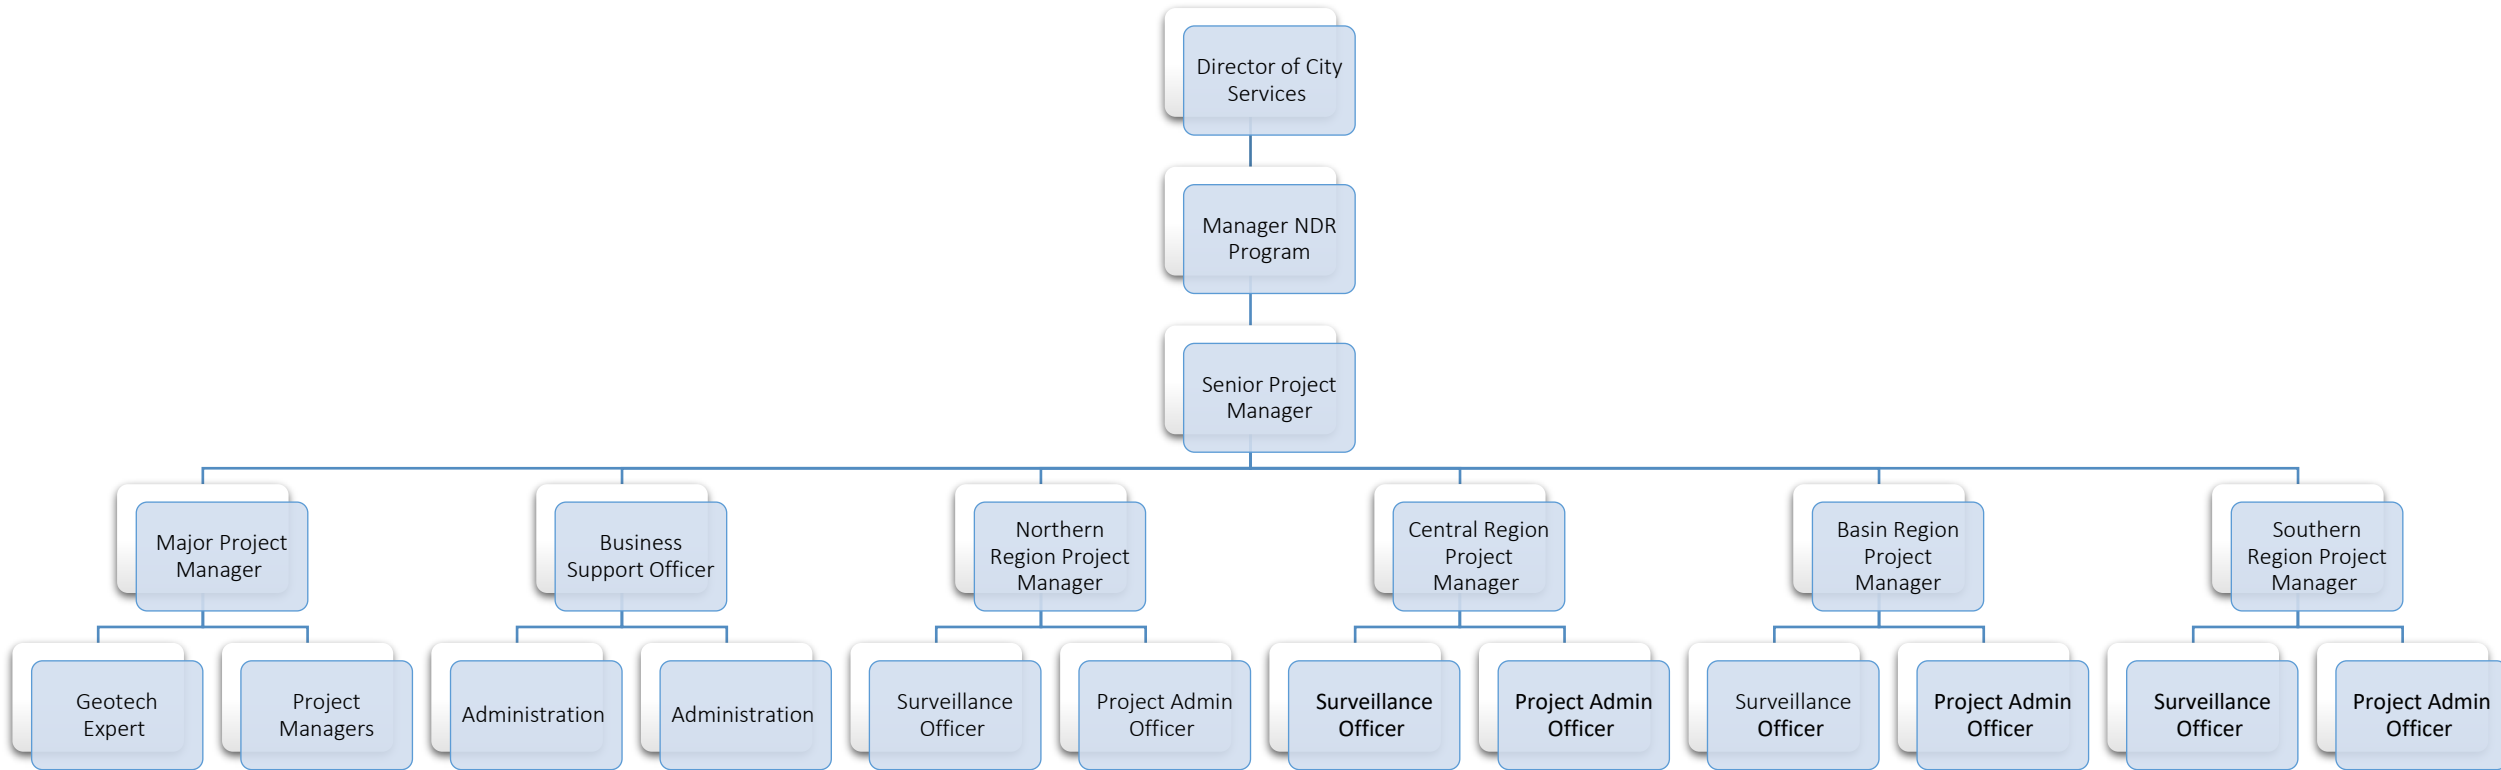 Director of City
Services
Manager NDR
Program
Senior Project
Manager
Major Project
Manager
Business
Support Officer
Northern
Region Project
Manager
Central Region
Project
Manager
Basin Region
Project
Manager
Southern
Region Project
Manager
Geotech
Expert
Project
Managers
Administration
Administration
Surveillance
Officer
Project Admin
Officer
Surveillance
Officer
Project Admin
Officer
Surveillance
Officer
Project Admin
Officer
Surveillance
Officer
Project Admin
Officer